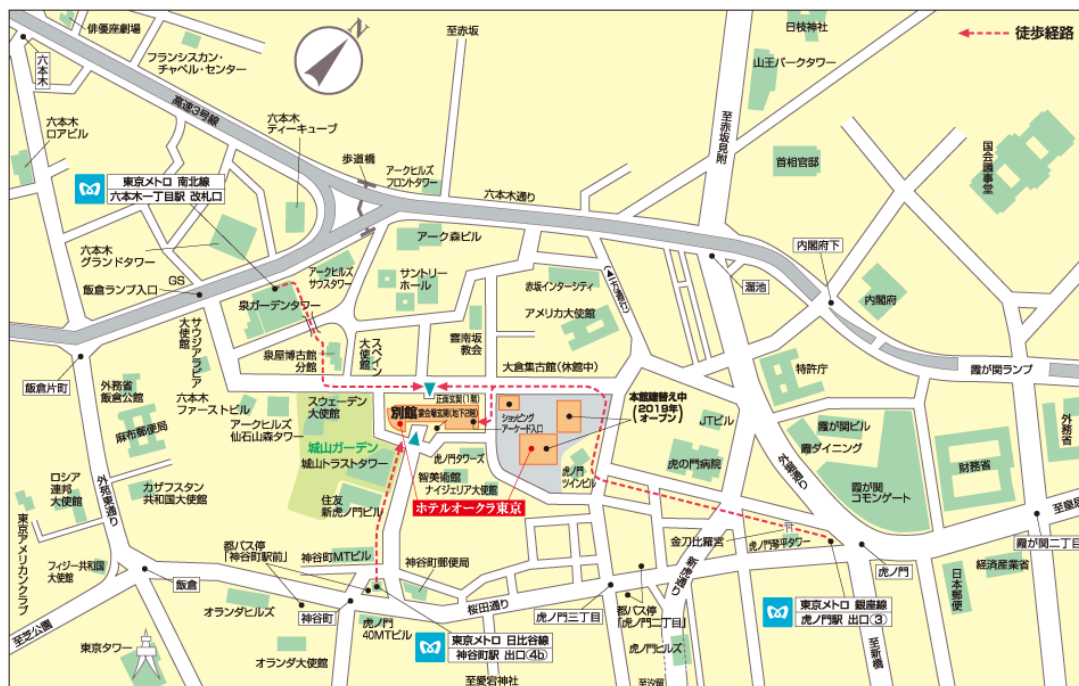 俳優座劇場
六本木
フランシスカン・
チャペル・センター
N
至赤坂
日枝神社
徒歩経路
山王パークタワー
高速3号線
六本木
ロアビル
六本木
ティーキューブ
歩道橋
アークヒルズ
フロントタワー
至赤坂見附
首相官邸
国会議事堂
東京メトロ 南北線
六本木一丁目駅 改札口
六本木通り
六本木
グランドタワー
アーク森ビル
内閣府下
GS
飯倉ランプ入口
アークヒルズ
サウスタワー
サントリー
ホール
赤坂インターシティ
溜池
内閣府
泉ガーデンタワー
アメリカ大使館
サウジアラビア
大使館
泉屋博古館
分館
スペイン
大使館
霊南坂
教会
大倉集古館(休館中)
特許庁
霞が関ランプ
飯倉片町
外務省
飯倉公館
六本木
ファーストビル
スウェーデン
大使館
正面玄関(1階)
別館
宴会場玄関(地下2階)
ショッピング
アーケード入口
本館建替え中
(2019年)
オープン
JTビル
霞が関ビル
霞ダイニング
外務省
麻布郵便局
アークヒルズ
仙石山森タワー
城山ガーデン
城山トラストタワー
虎ノ門タワーズ
虎の門病院
外堀通り
財務省
ロシア
連邦
大使館
外苑東通り
カザフスタン
共和国大使館
住友
新虎ノ門ビル
智美術館
ナイジェリア大使館
虎ノ門
ツインビル
霞が関
コモンゲート
ホテルオークラ東京
東京アメリカンクラブ
都バス停
「神谷町駅前」
神谷町MTビル
金刀比羅宮
虎ノ門琴平タワー
至皇居
霞が関二丁目
フィジー共和国
大使館
飯倉
神谷町郵便局
新虎通り
虎ノ門
経済産業省
オランダヒルズ
神谷町
桜田通り
虎ノ門三丁目
都バス停
「虎ノ門二丁目」
日本郵便
至芝公園
虎ノ門
40MTビル
東京メトロ 日比谷線
神谷町駅 出口④b
東京メトロ 銀座線
虎ノ門駅 出口③
東京タワー
オランダ大使館
虎ノ門ヒルズ
至愛宕神社
至汐留
至新橋